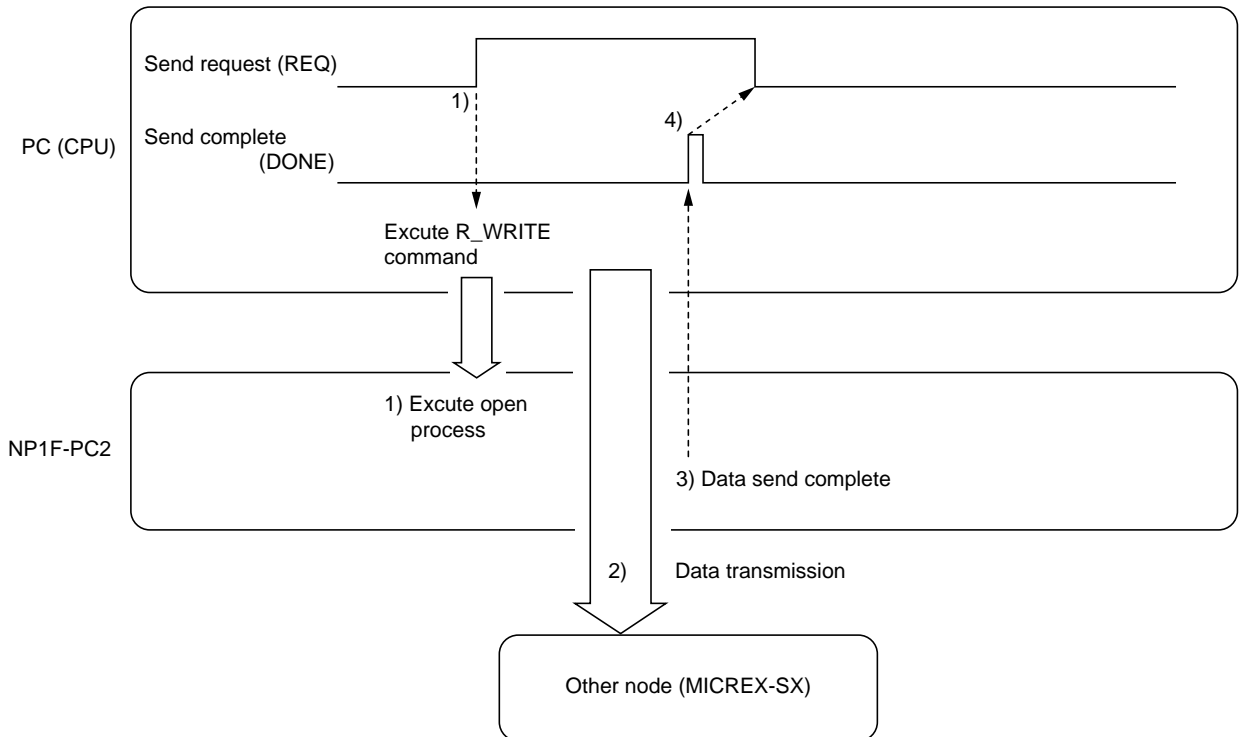 Send request (REQ)
1)
4)
PC (CPU)
Send complete
(DONE)
Excute R_WRITE
command
1) Excute open
process
NP1F-PC2
3) Data send complete
2)
Data transmission
Other node (MICREX-SX)